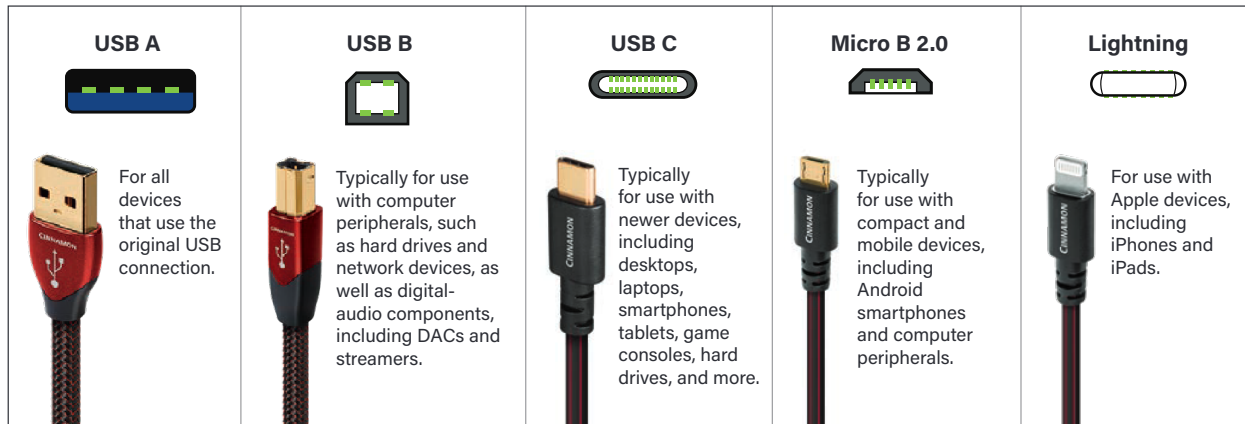 USB A
For all
devices
that use the
original USB
connection.
CINNAMON
USB B
Typically for use
with computer
peripherals, such
as hard drives and
network devices, as
well as digital-
audio components,
including DACs and
streamers.
CINNAMON
USB C
Typically
for use with
newer devices,
including
desktops,
laptops,
smartphones,
tablets, game
consoles, hard
drives, and more.
CINNAMON
Micro B 2.0
Typically
for use with
compact and
mobile devices,
including
Android
smartphones
and computer
peripherals.
CINNAMON
Lightning
For use with
Apple devices,
including
iPhones and
iPads.
CINNAMON